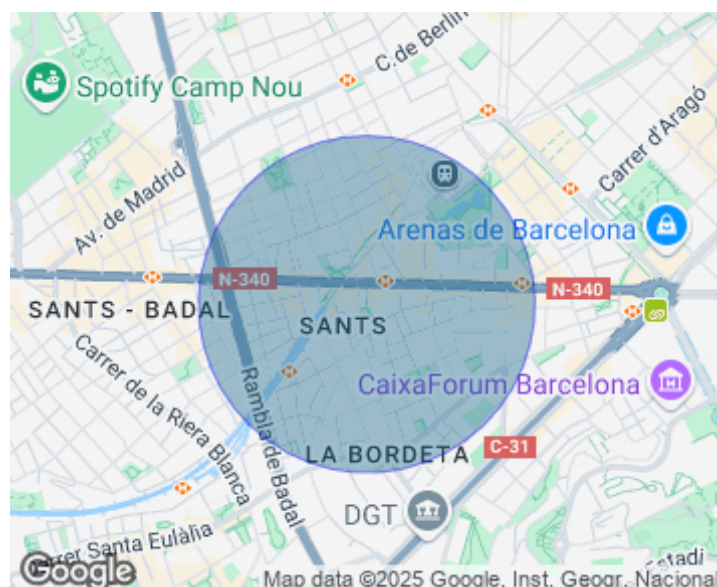 C. de Berlín
Spotify Camp Nou
Carrer d'Aragó
Av. de Madrid
Arenas de Barcelona
N-340
N-340
SANTS - BADAL
SANTS
Carrer de la Riera Blanca
Rambla de Badal
CaixaForum Barcelona
LA BORDETA
C-31
DGT
Carrer Santa Eulàlia
Estadi
Google
Map data ©2025 Google, Inst. Geogr. Nacional